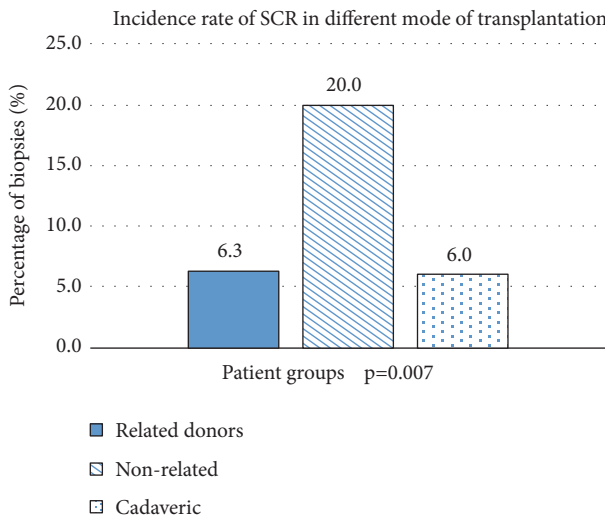 Incidence rate of SCR in different mode of transplantation
Percentage of biopsies (%)
25.0
20.0
15.0
10.0
5.0
0.0
6.3
20.0
6.0
Patient groups p=0.007
Related donors
Non-related
Cadaveric